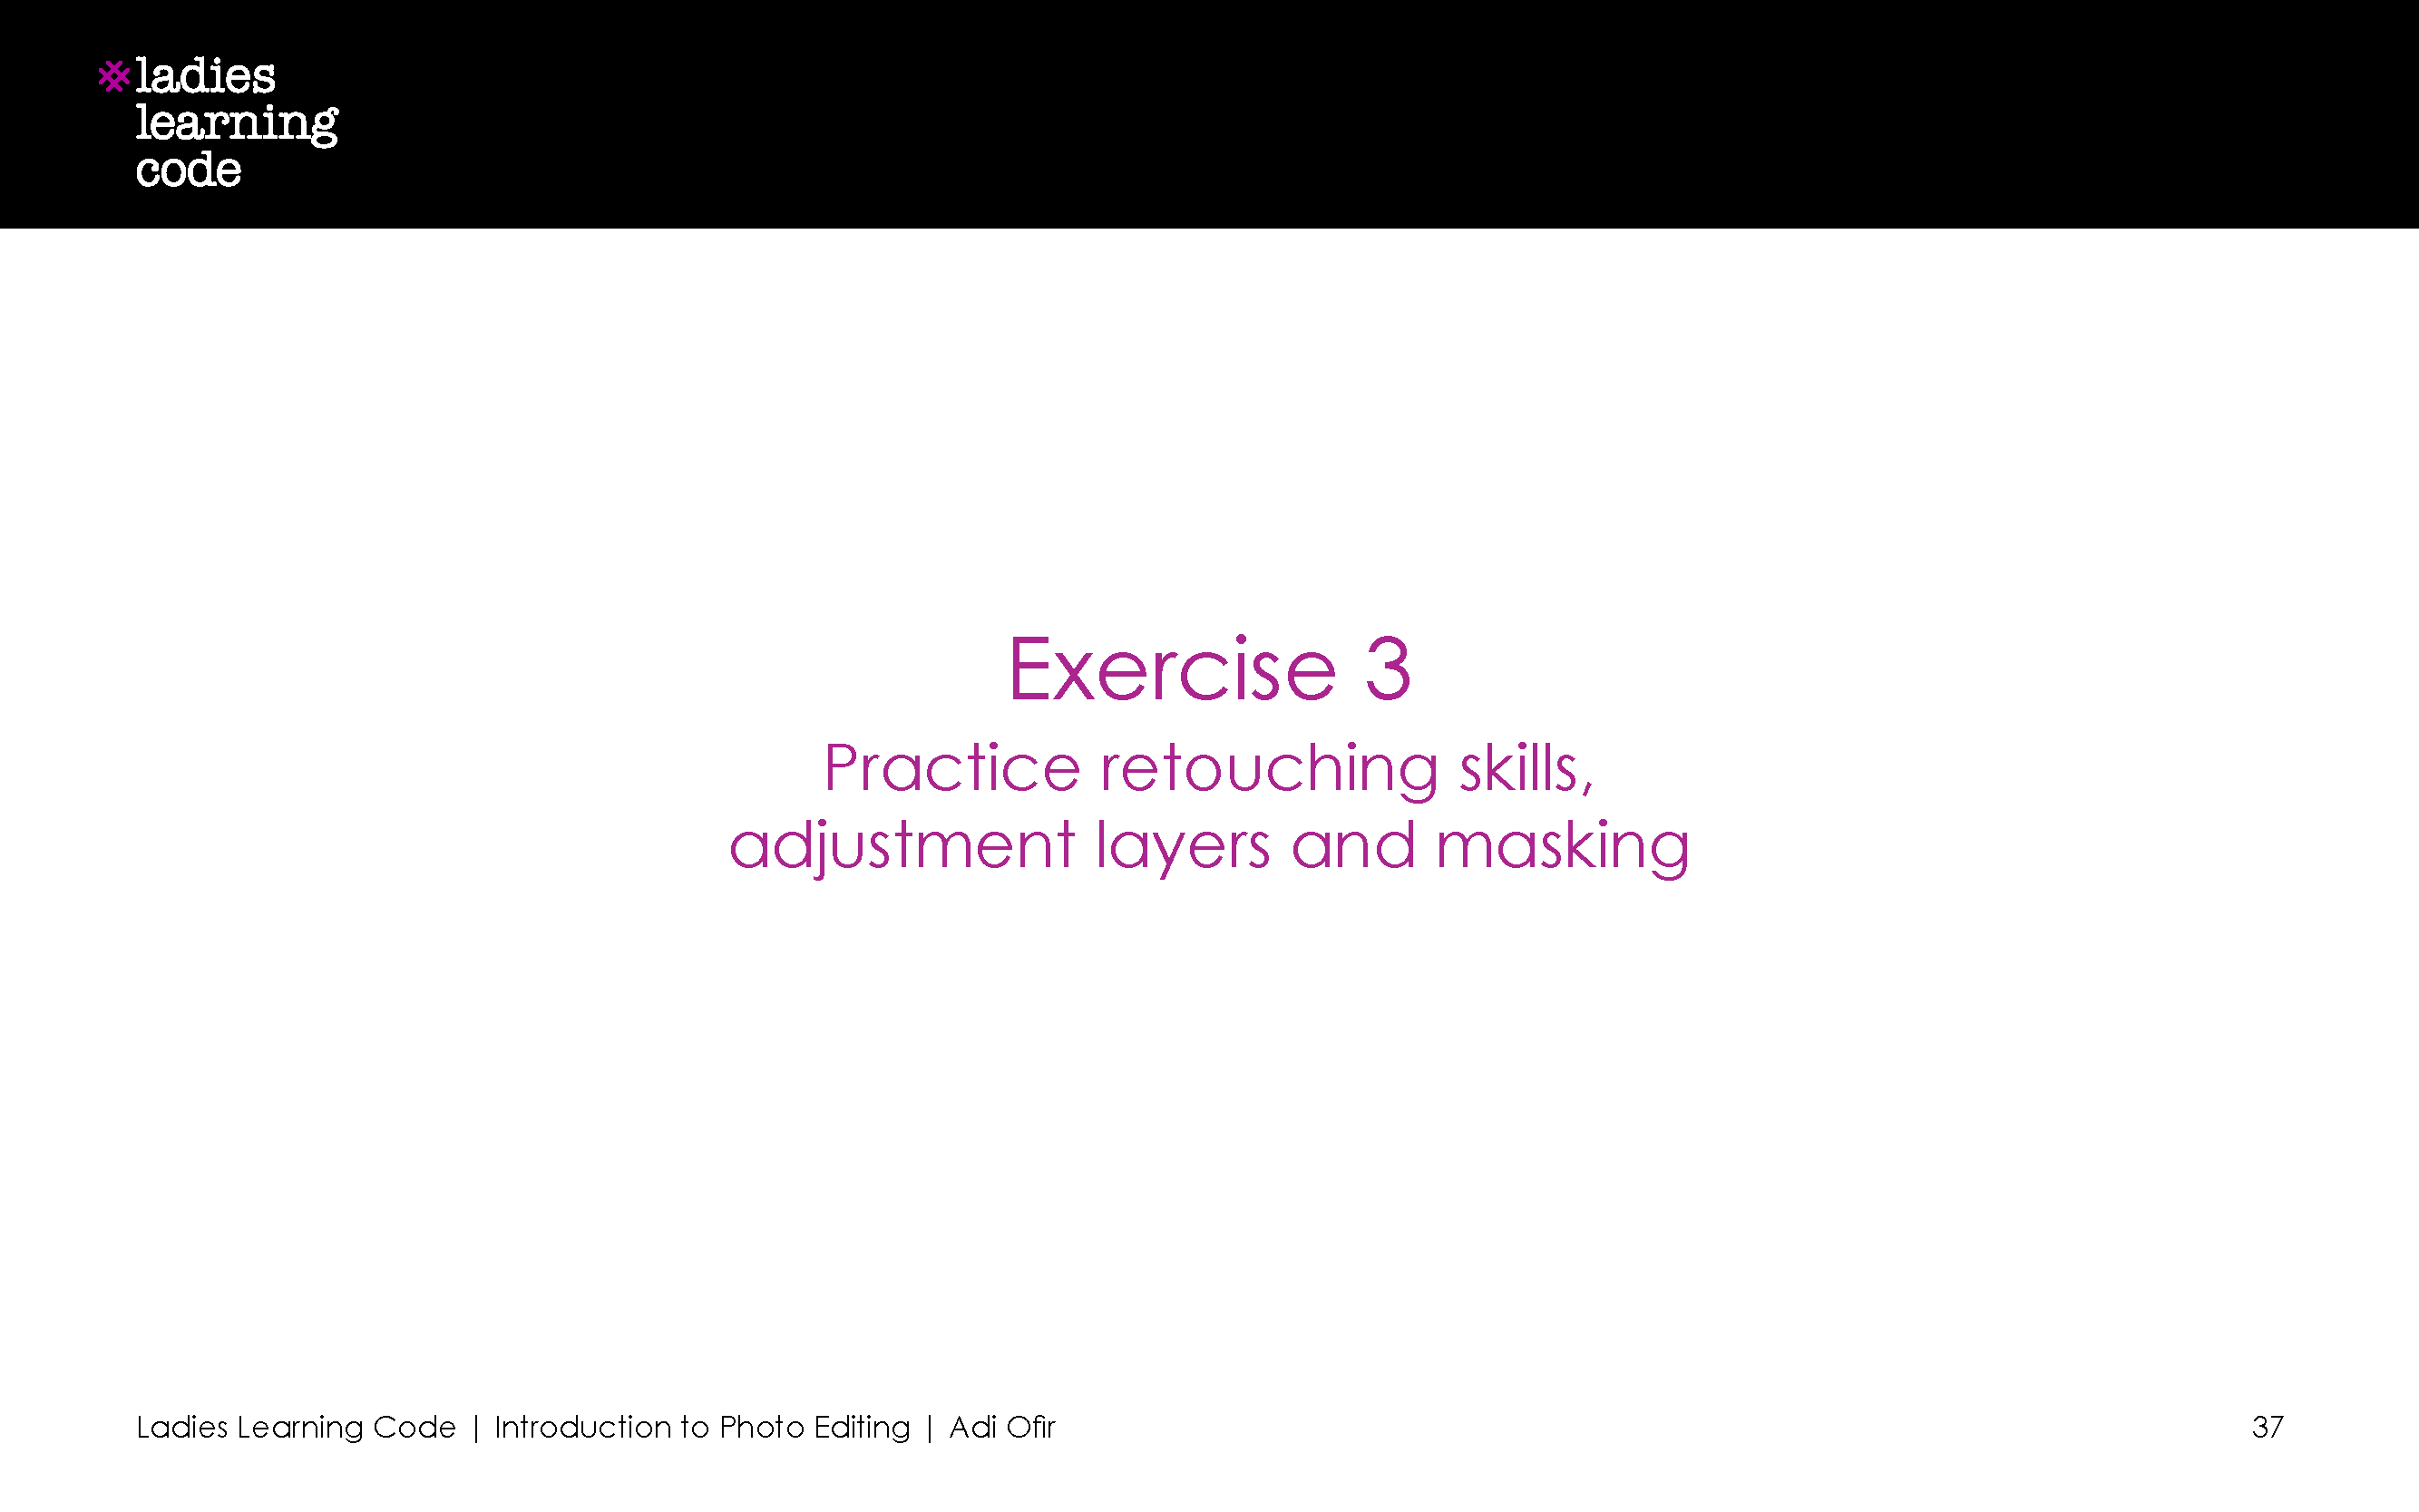 ladies
learning
code
Exercise 3
Practice retouching skills,
adjustment layers and masking
Ladies Learning Code | Introduction to Photo Editing | Adi Ofir
37